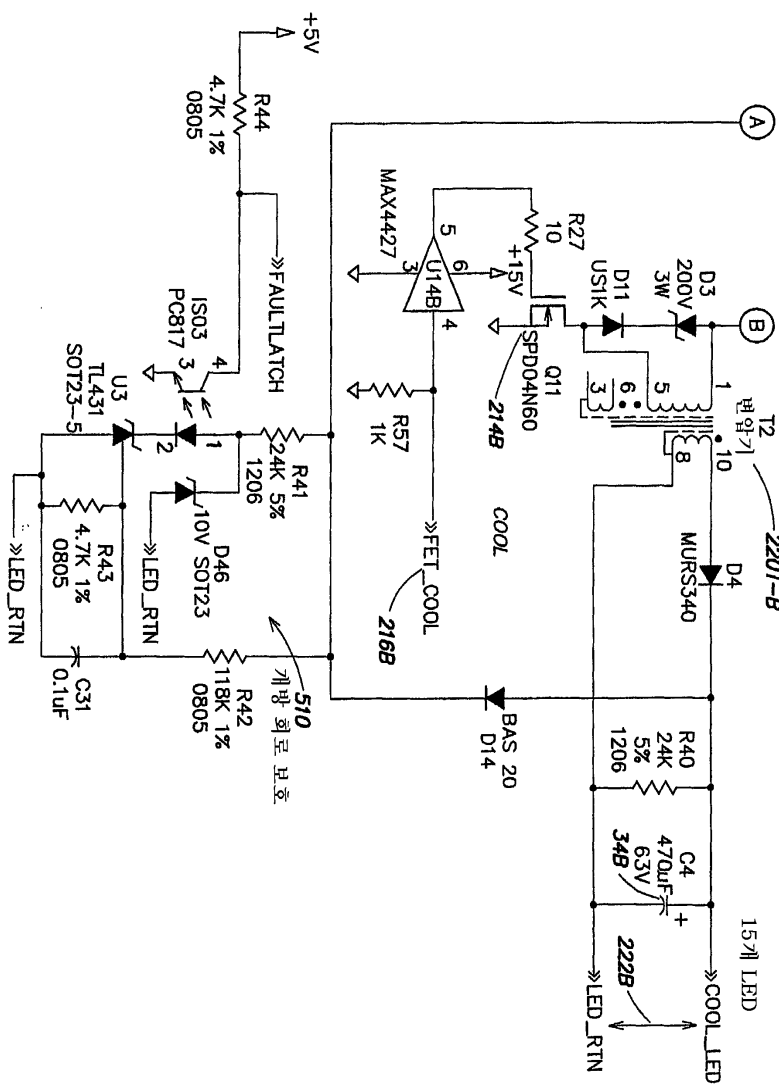 A
B
D3
200V
3W
D11
US1K
R27
10
+15V
Q11
SPD04N60
214B
MAX4427
U14B
5
6
3
4
R57
1K
FET_COOL
216B
COOL
1
5
6
3
T2
변압기
10
8
2201-B
D4
MURS340
BAS 20
D14
R40
24K
5%
1206
C4
470uF
63V
34B
+
15개 LED
COOL_LED
222B
LED_RTN
+5V
R44
4.7K 1%
0805
FAULTLATCH
ISO3
PC817
4
3
1
2
U3
TL431
SOT23-5
R41
24K 5%
1206
D46
10V SOT23
LED_RTN
R43
4.7K 1%
0805
LED_RTN
C31
0.1uF
R42
118K 1%
0805
510
개방 회로 보호